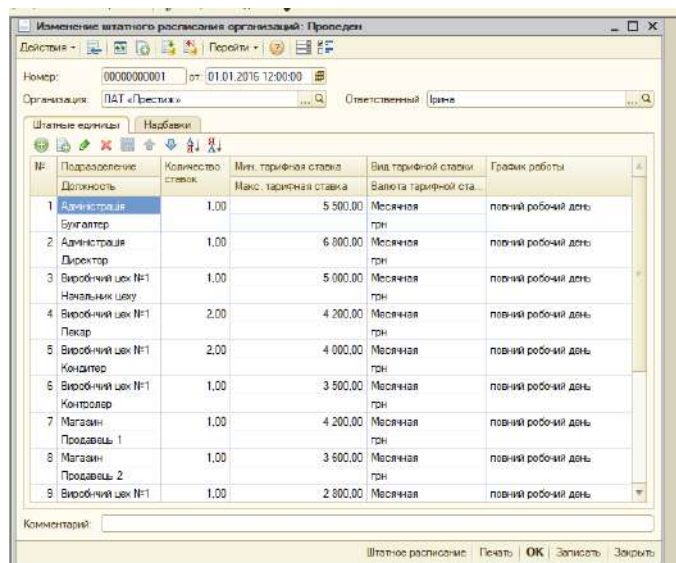 Изменение штатного расписания организаций: Проведен
Действия Перейти
Номер: 00000000001 от 01.01.2016 12:00:00
Организация: ПАТ «Престиж» ... Ответственный: Ірина ...
Штатные единицы Надбавки
№ Подразделение Количество ставок Мин. тарифная ставка Вид тарифной ставки График работы
Должность Макс. тарифная ставка Валюта тарифной ста...
1 Адміністрація 1,00 5 500,00 Месячная повний робочий день
Бухгалтер грн
2 Адміністрація 1,00 6 800,00 Месячная повний робочий день
Директор грн
3 Виробничий цех №1 1,00 5 000,00 Месячная повний робочий день
Начальник цеху грн
4 Виробничий цех №1 2,00 4 200,00 Месячная повний робочий день
Пекар грн
5 Виробничий цех №1 2,00 4 000,00 Месячная повний робочий день
Кондитер грн
6 Виробничий цех №1 1,00 3 500,00 Месячная повний робочий день
Контролер грн
7 Магазин 1,00 4 200,00 Месячная повний робочий день
Продавець 1 грн
8 Магазин 1,00 3 600,00 Месячная повний робочий день
Продавець 2 грн
9 Виробничий цех №1 1,00 2 800,00 Месячная повний робочий день
Комментарий:
Штатное расписание Печать OK Записать Закрыть